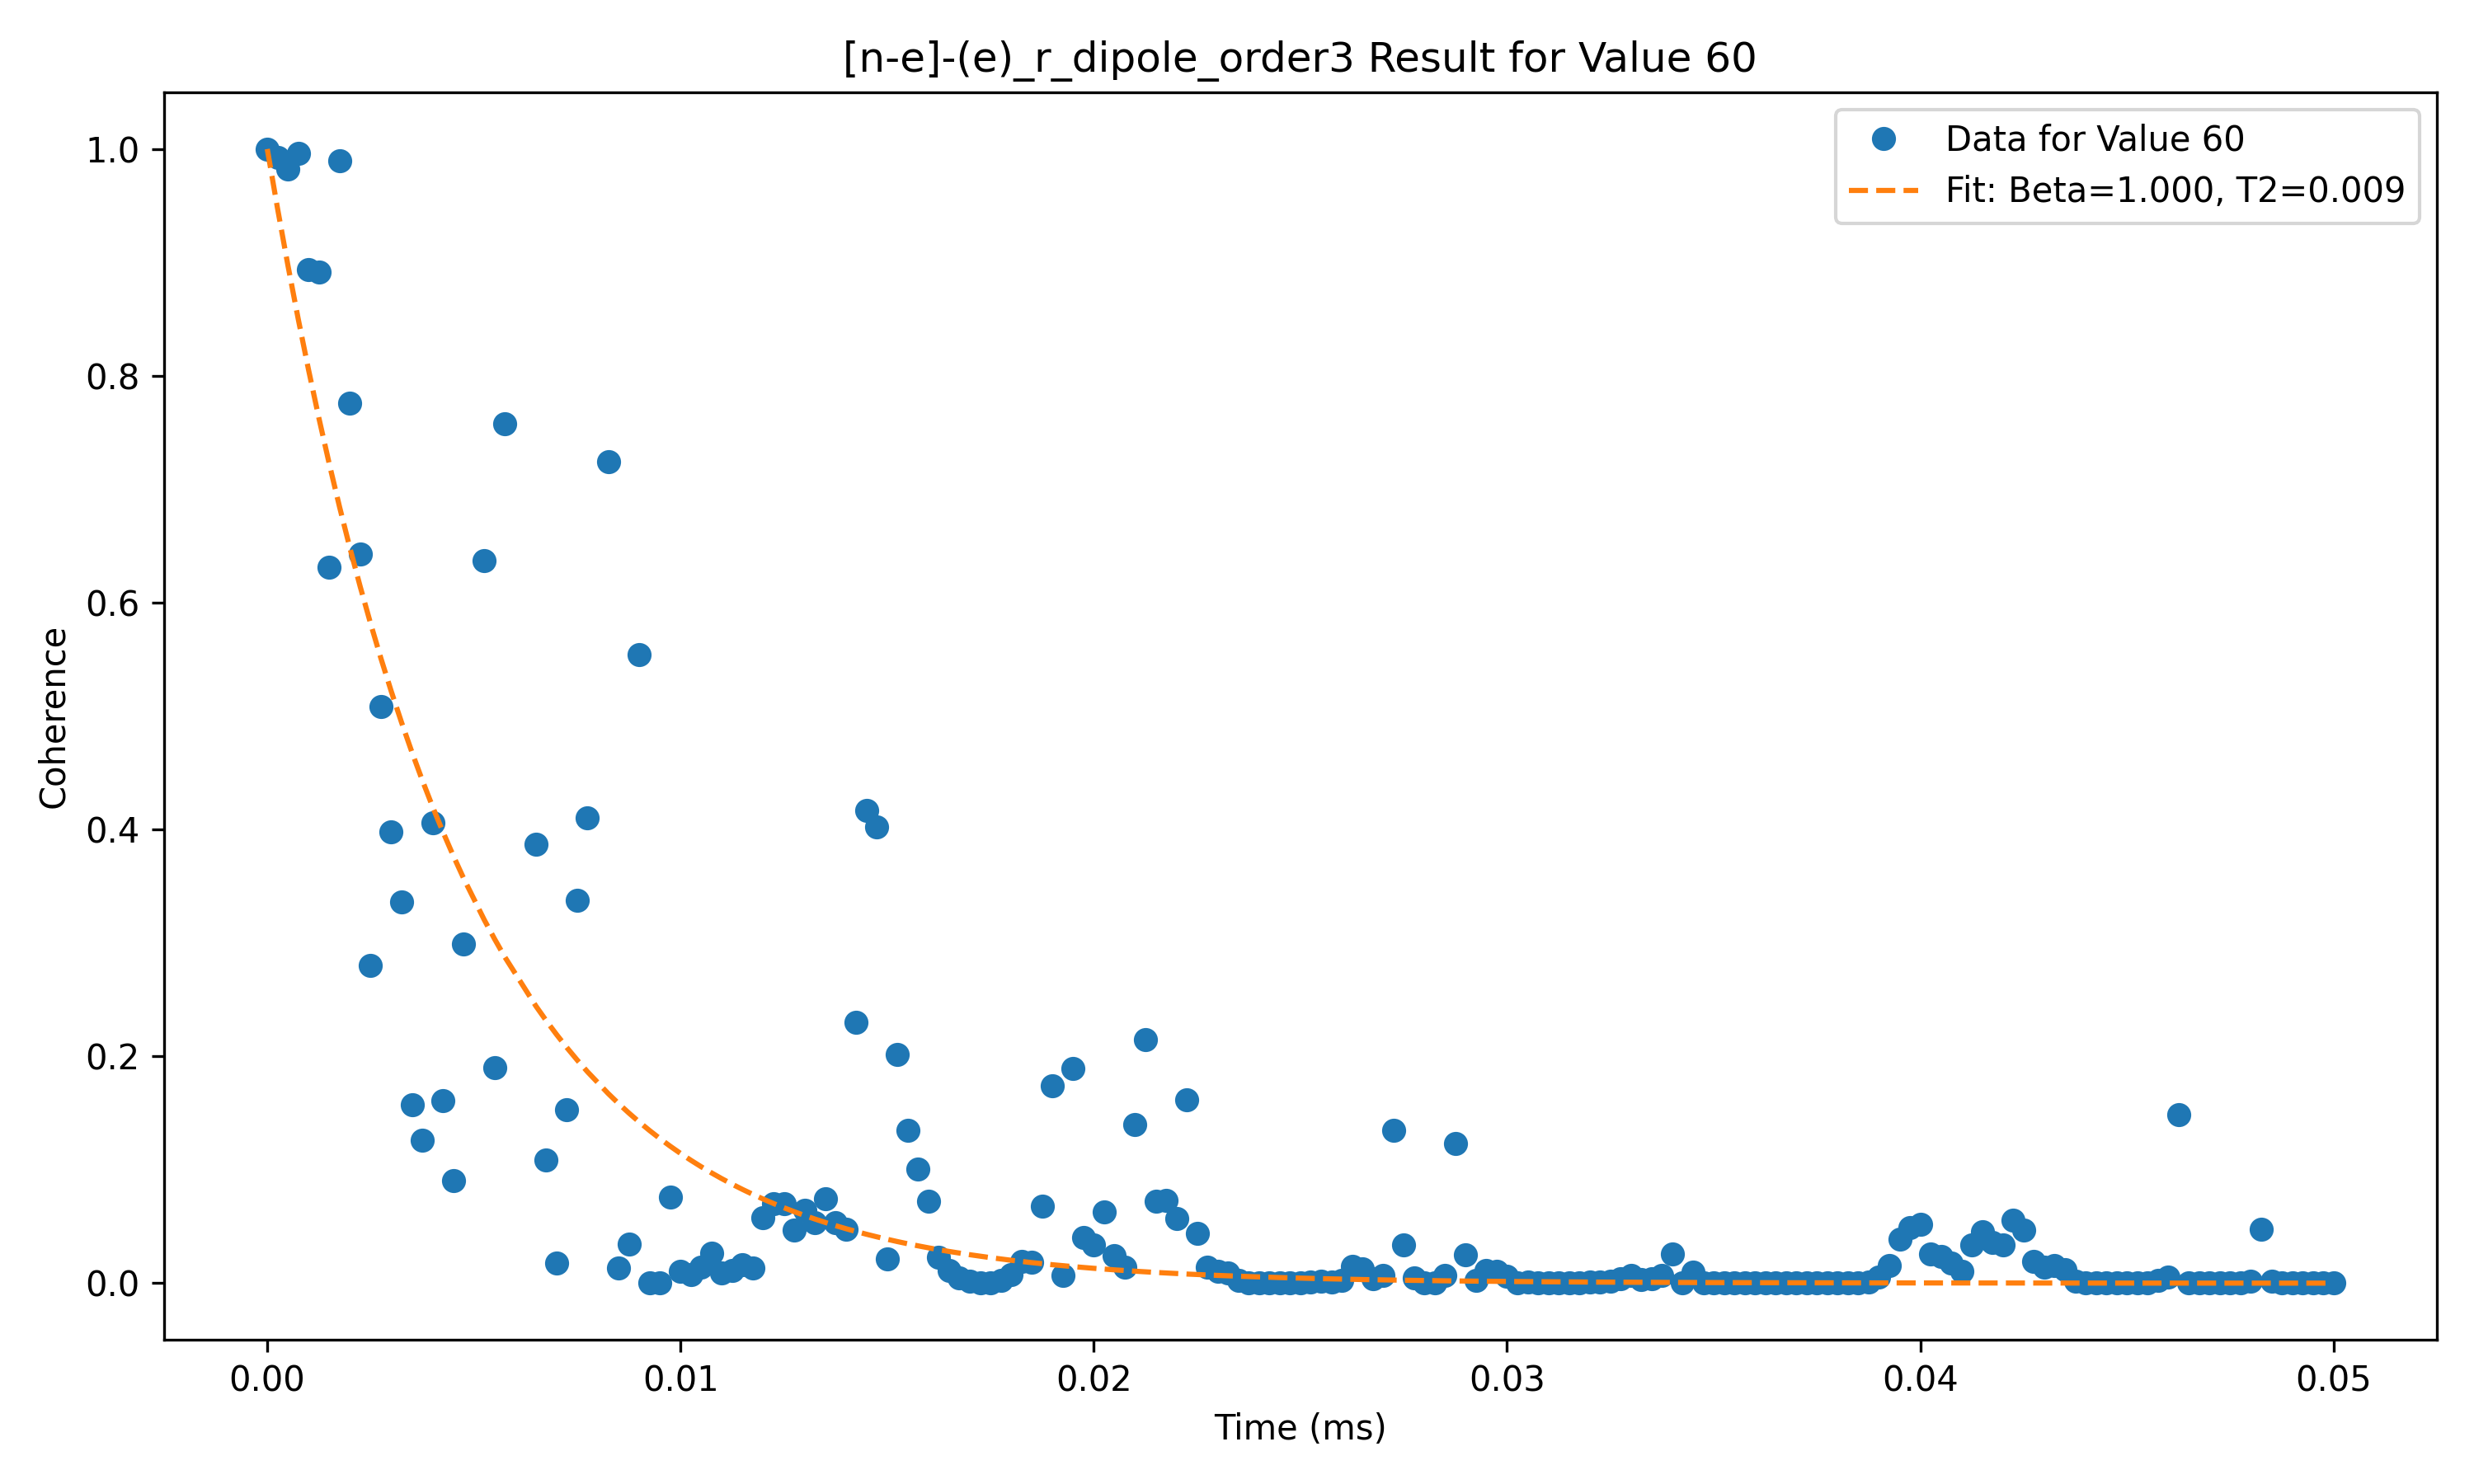 [n-e]-(e)_r_dipole_order3 Result for Value 60
Data for Value 60
Fit: Beta=1.000, T2=0.009
Coherence
1.0
0.8
0.6
0.4
0.2
0.0
0.00 0.01 0.02 0.03 0.04 0.05
Time (ms)